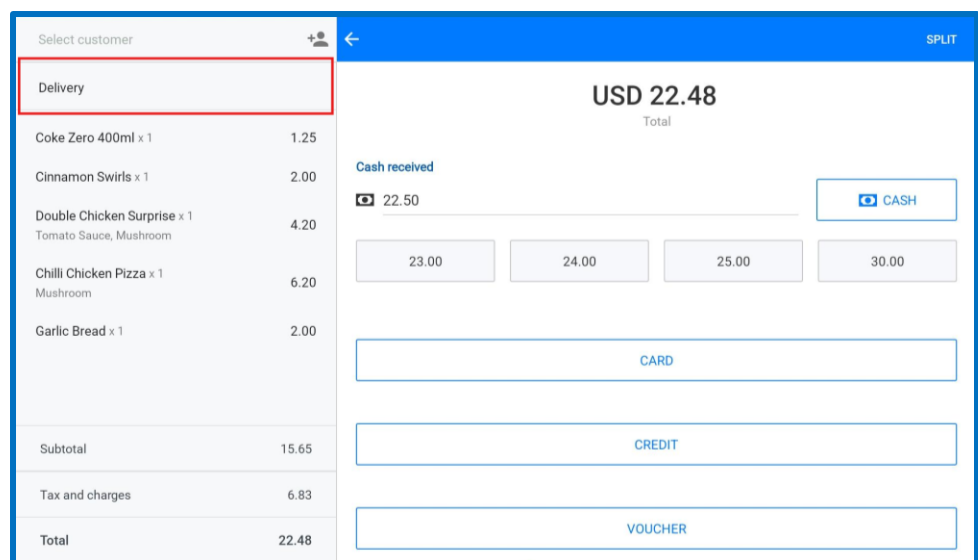 Select customer
SPLIT
Delivery
Coke Zero 400ml x 1 1.25
Cinnamon Swirls x 1 2.00
Double Chicken Surprise x 1 4.20
Tomato Sauce, Mushroom
Chilli Chicken Pizza x 1 6.20
Mushroom
Garlic Bread x 1 2.00
Subtotal 15.65
Tax and charges 6.83
Total 22.48
USD 22.48
Total
Cash received
22.50 CASH
23.00 24.00 25.00 30.00
CARD
CREDIT
VOUCHER